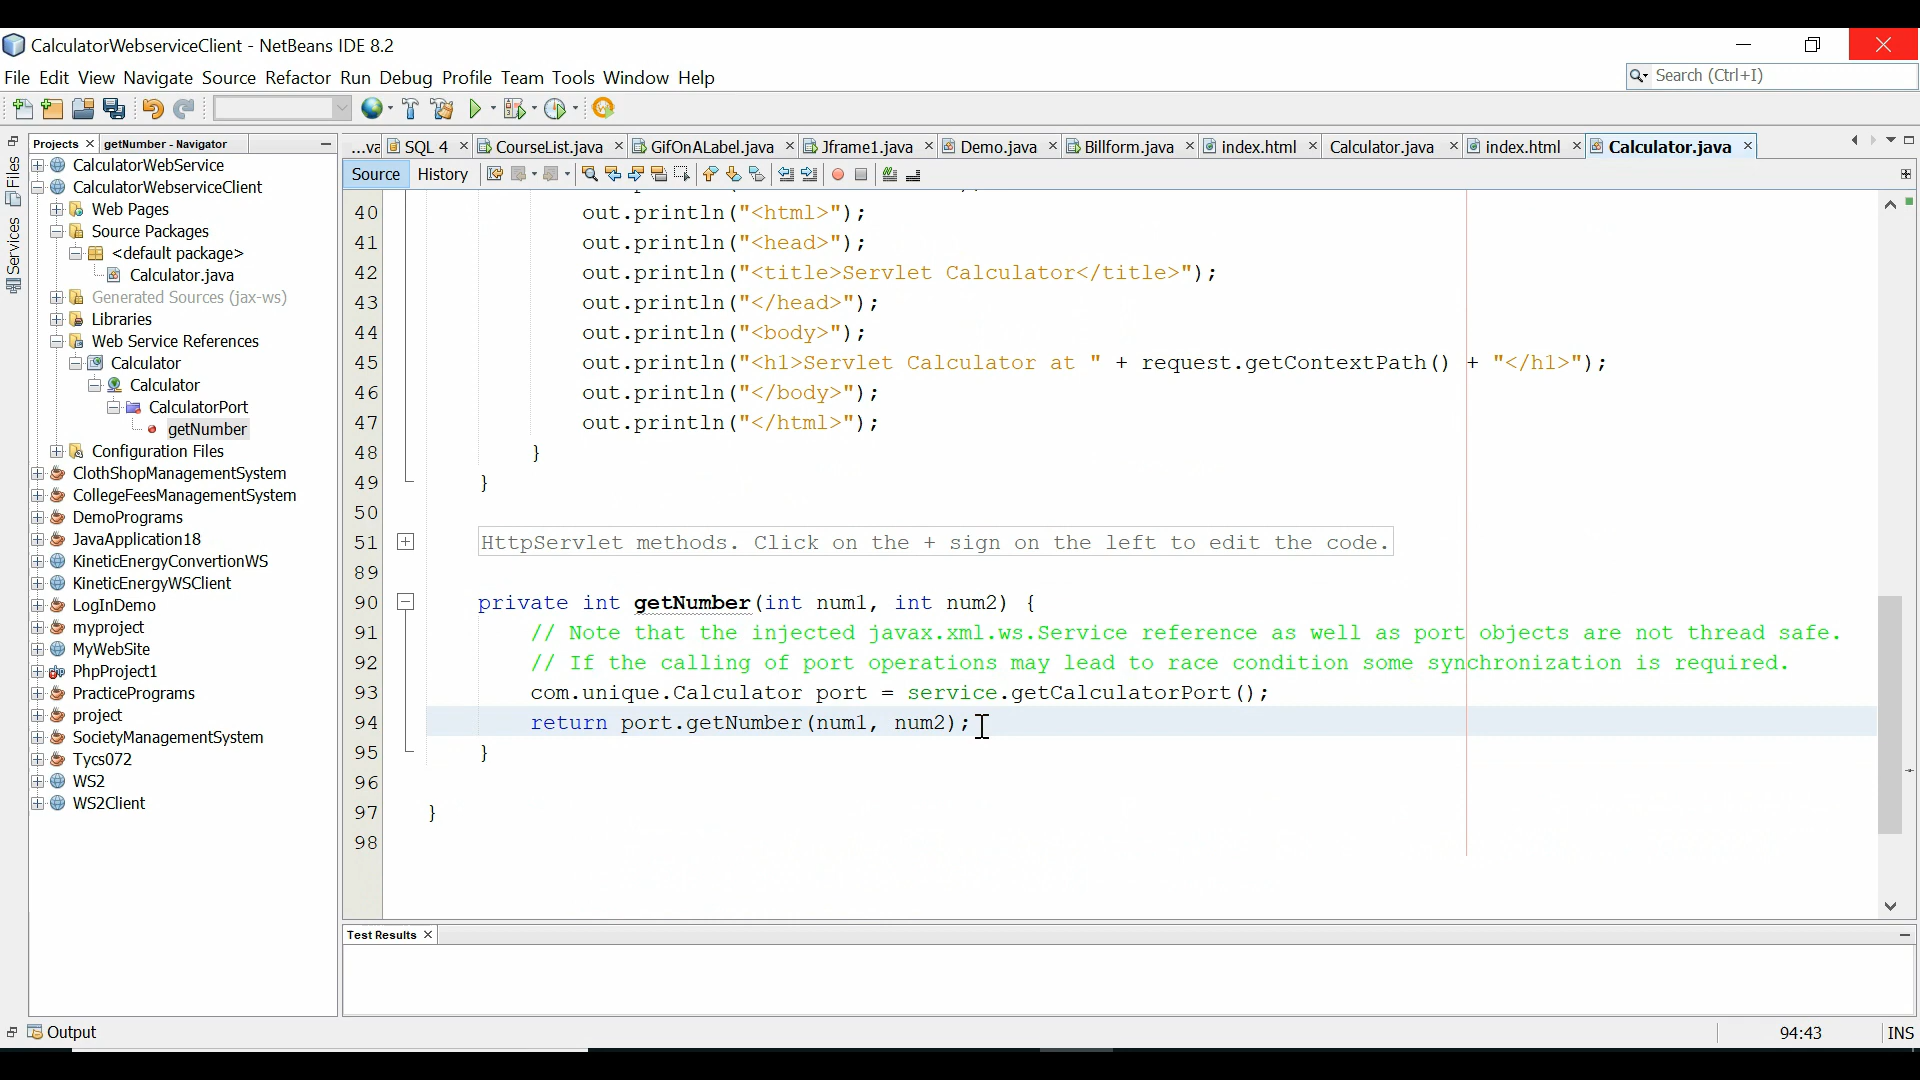 CalculatorWebserviceClient - NetBeans IDE 8.2
File Edit View Navigate Source Refactor Run Debug Profile Team Tools Window Help
Search (Ctrl+I)
Files
Services
Projects
getNumber - Navigator
CalculatorWebService
CalculatorWebserviceClient
Web Pages
Source Packages
<default package>
Calculator.java
Generated Sources (jax-ws)
Libraries
Web Service References
Calculator
Calculator
CalculatorPort
getNumber
Configuration Files
ClothShopManagementSystem
CollegeFeesManagementSystem
DemoPrograms
JavaApplication18
KineticEnergyConvertionWS
KineticEnergyWSClient
LogInDemo
myproject
MyWebSite
PhpProject1
PracticePrograms
project
SocietyManagementSystem
Tycs072
WS2
WS2Client
...va SQL 4 CourseList.java GifOnALabel.java Jframe1.java Demo.java Billform.java index.html Calculator.java index.html Calculator.java
Source History
40 out.println("<html>");
41 out.println("<head>");
42 out.println("<title>Servlet Calculator</title>");
43 out.println("</head>");
44 out.println("<body>");
45 out.println("<h1>Servlet Calculator at " + request.getContextPath() + "</h1>");
46 out.println("</body>");
47 out.println("</html>");
48 }
49 }
50
51 HttpServlet methods. Click on the + sign on the left to edit the code.
89
90 private int getNumber(int num1, int num2) {
91 // Note that the injected javax.xml.ws.Service reference as well as port objects are not thread safe.
92 // If the calling of port operations may lead to race condition some synchronization is required.
93 com.unique.Calculator port = service.getCalculatorPort();
94 return port.getNumber(num1, num2);
95 }
96
97 }
98
Test Results
Output
94:43 INS